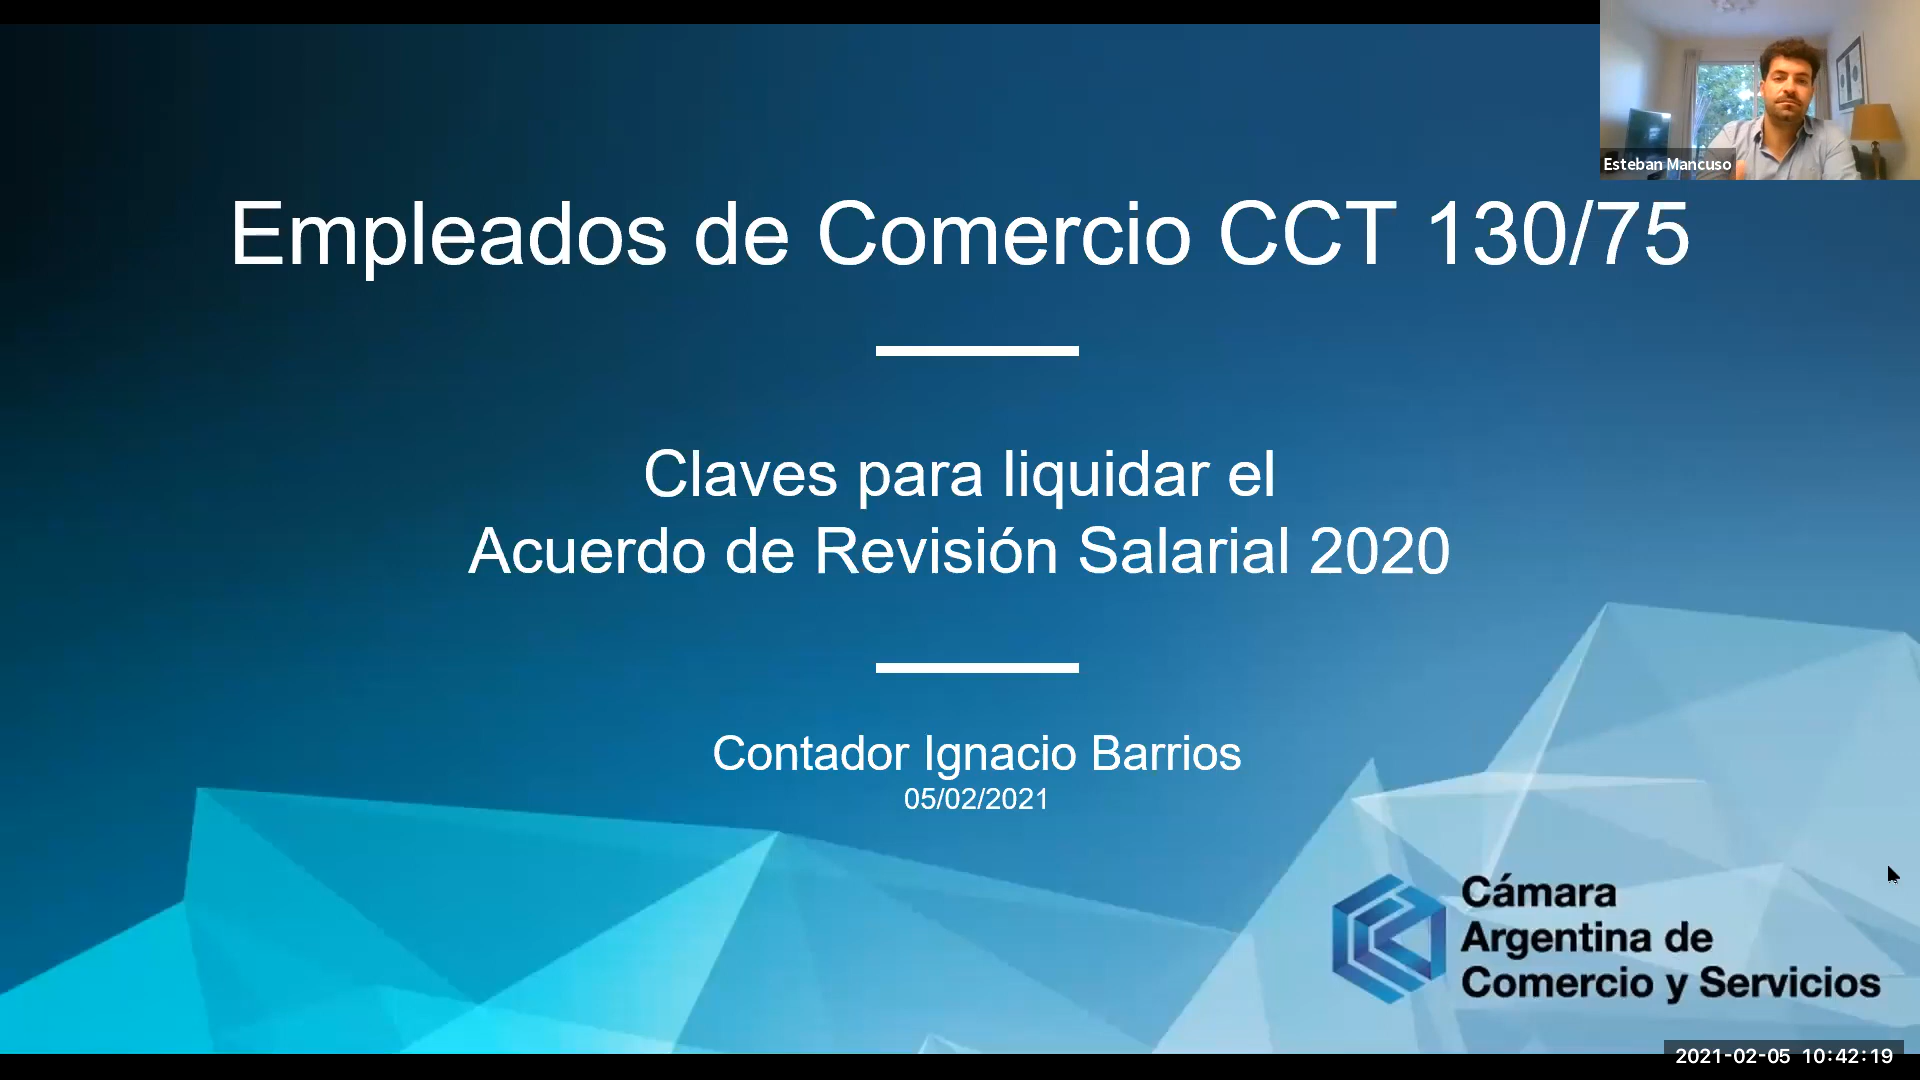 Esteban Mancuso
Empleados de Comercio CCT 130/75
Claves para liquidar el
Acuerdo de Revisión Salarial 2020
Contador Ignacio Barrios
05/02/2021
Cámara
Argentina de
Comercio y Servicios
2021-02-05 10:42:19